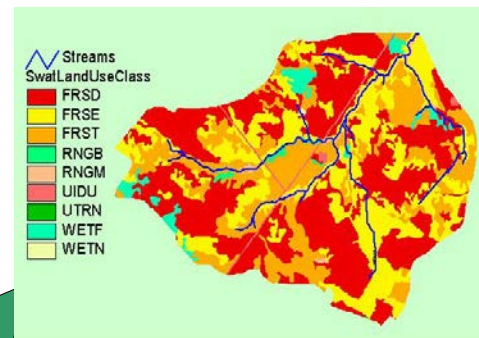 Streams
SwatLandUseClass
FRSD
FRSE
FRST
RNGB
RNGM
UIDU
UTRN
WETF
WETN